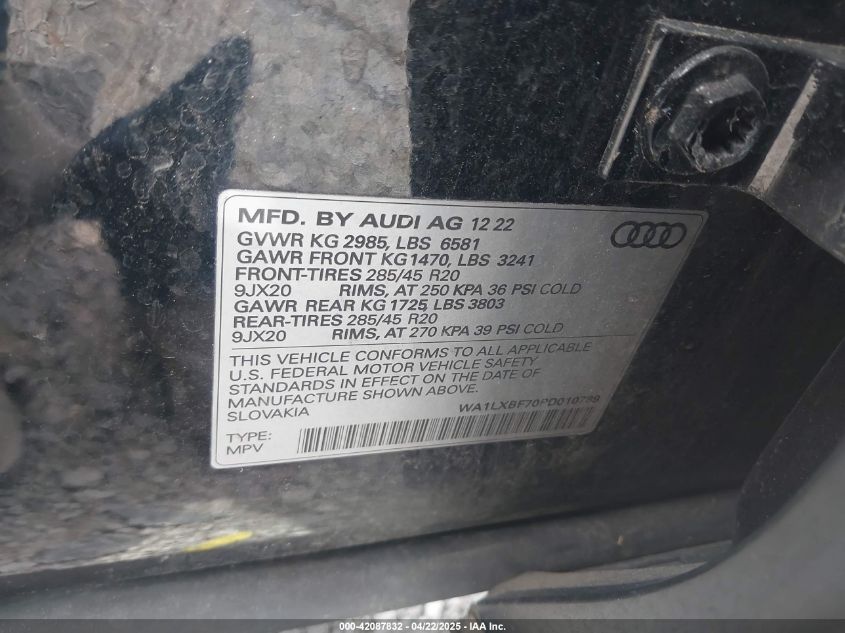 MFD. BY AUDI AG 12 22
GVWR KG 2985, LBS 6581
GAWR FRONT KG1470, LBS 3241
FRONT-TIRES 285/45 R20
9JX20 RIMS, AT 250 KPA 36 PSI COLD
GAWR REAR KG 1725 LBS 3803
REAR-TIRES 285/45 R20
9JX20 RIMS, AT 270 KPA 39 PSI COLD
THIS VEHICLE CONFORMS TO ALL APPLICABLE
U.S. FEDERAL MOTOR VEHICLE SAFETY
STANDARDS IN EFFECT ON THE DATE OF
MANUFACTURE SHOWN ABOVE.
SLOVAKIA
WA1LXBF70PD010789
TYPE:
MPV
000-42087832 - 04/22/2025 - IAA Inc.